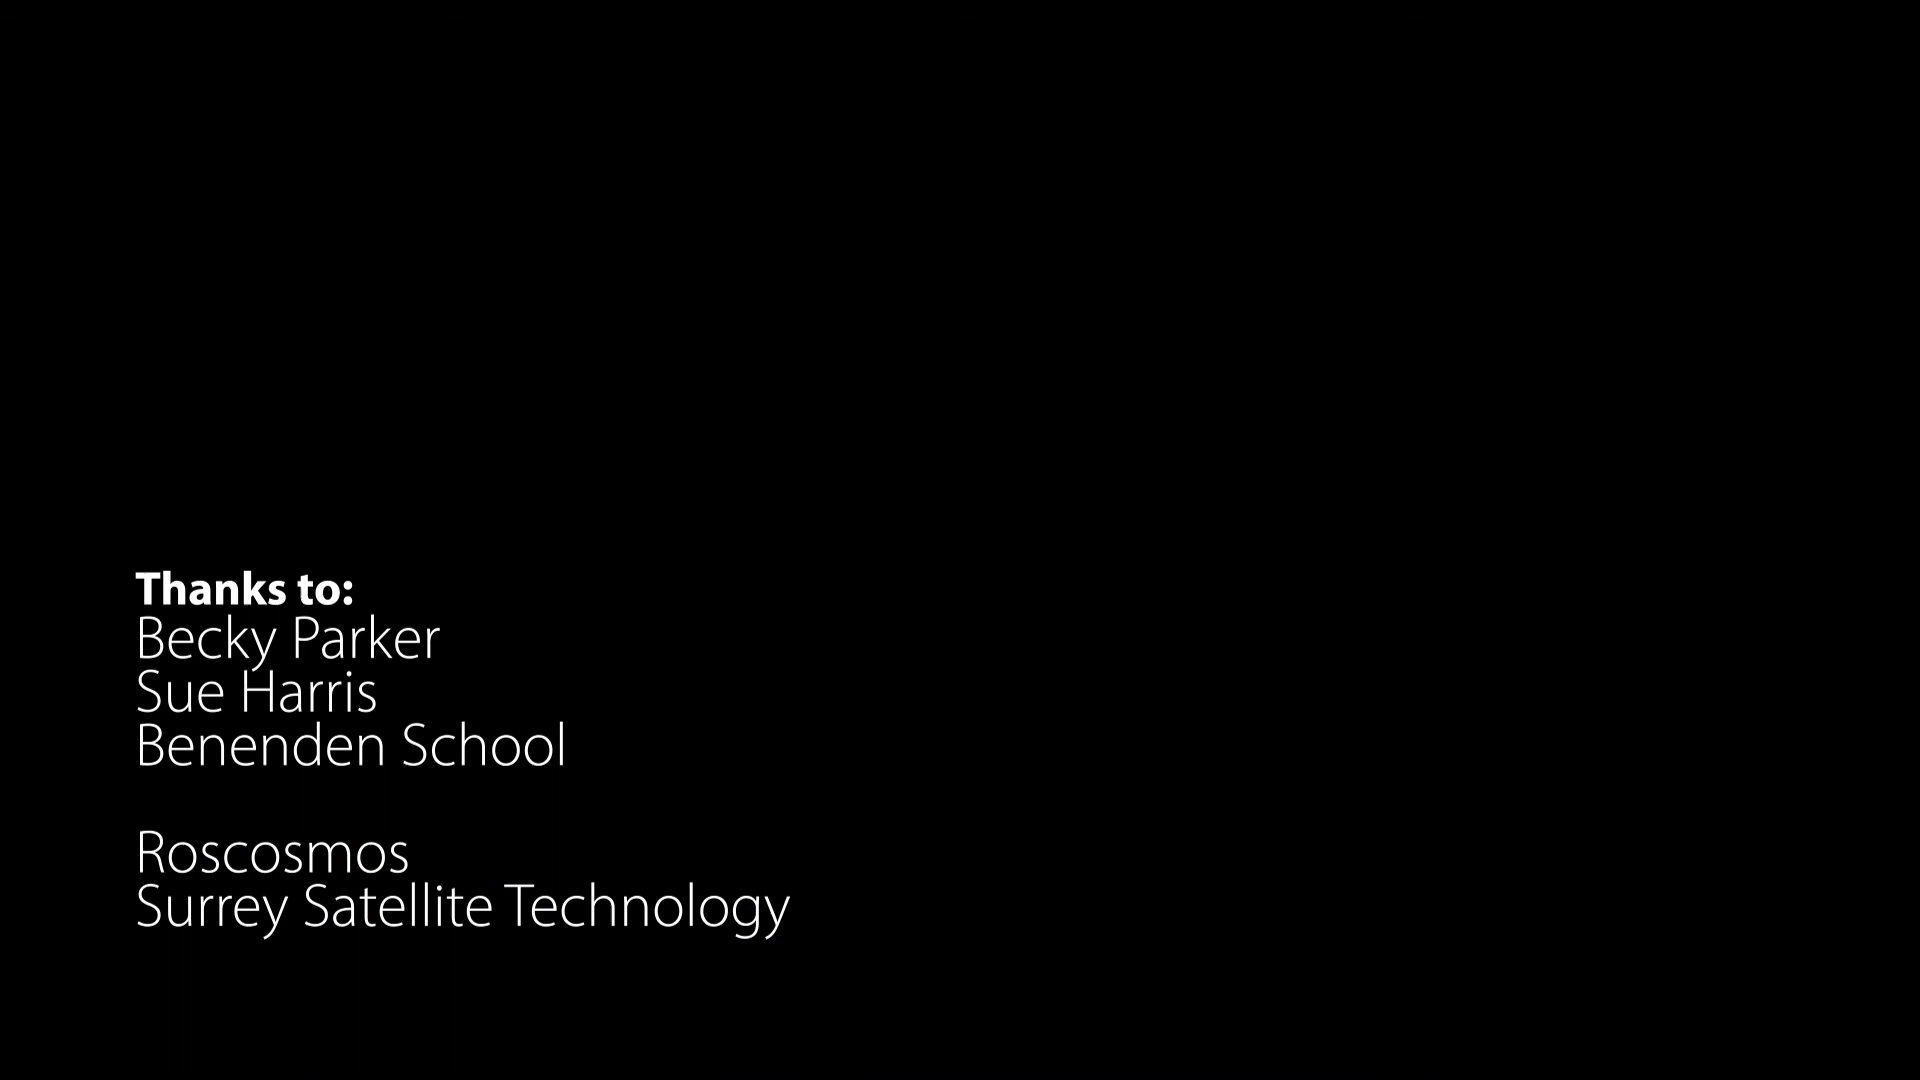 Thanks to:
Becky Parker
Sue Harris
Benenden School
Roscosmos
Surrey Satellite Technology